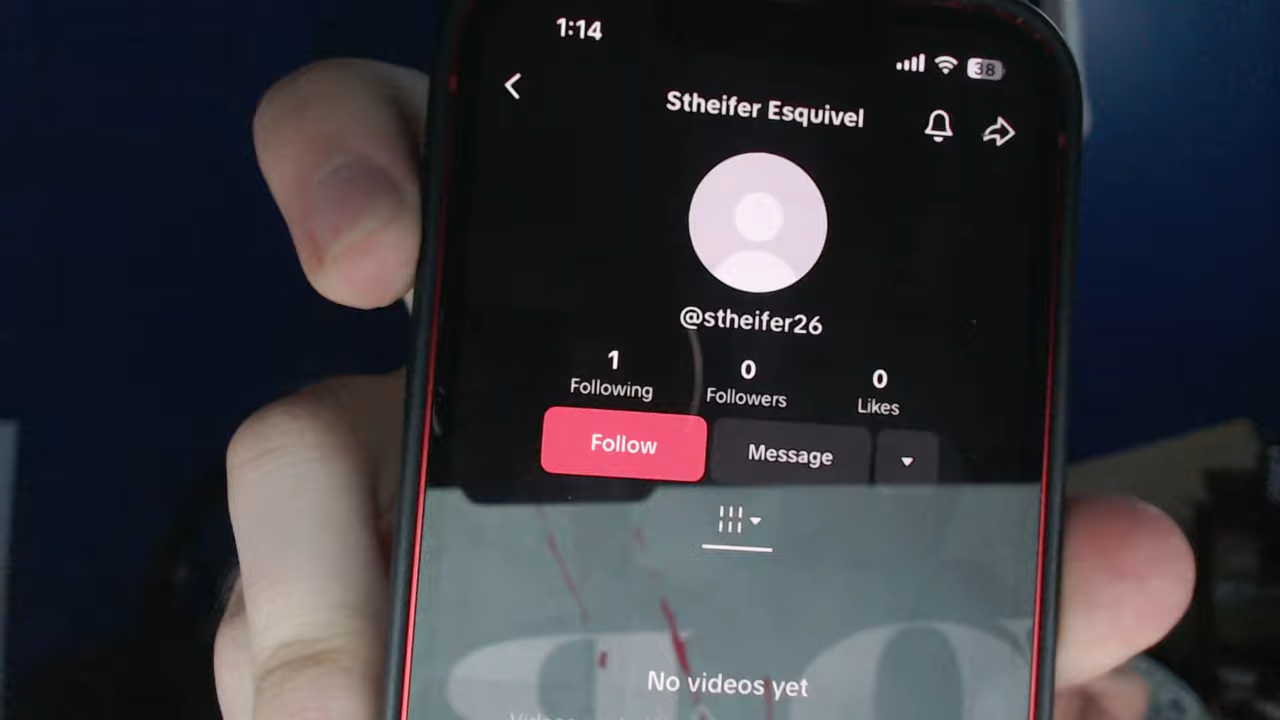 1:14
38
Stheifer Esquivel
@stheifer26
1
Following
0
Followers
0
Likes
Follow
Message
No videos yet